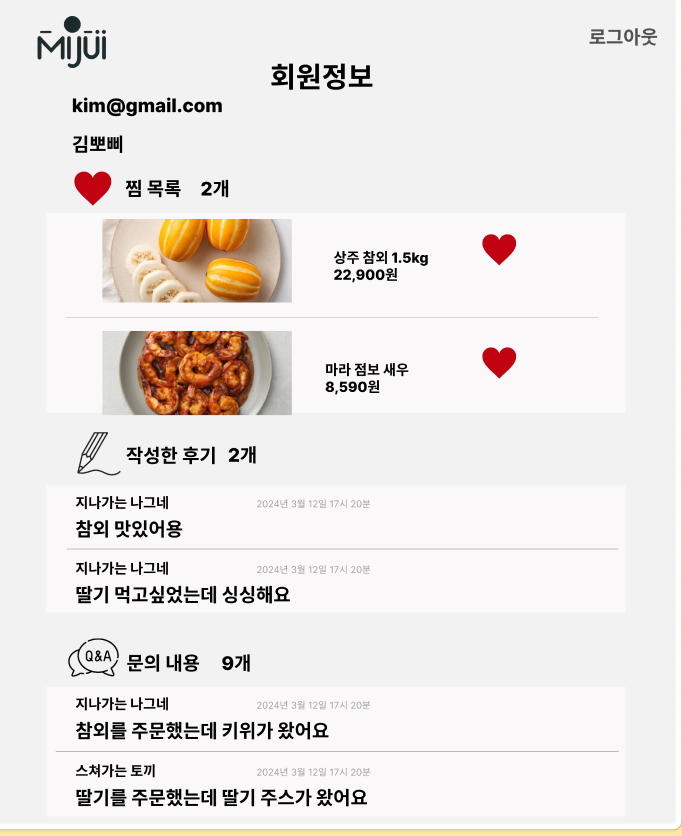 MIJUI
로그아웃
회원정보
kim@gmail.com
김뽀삐
찜 목록 2개
상주 참외 1.5kg
22,900원
마라 점보 새우
8,590원
작성한 후기 2개
지나가는 나그네 2024년 3월 12일 17시 20분
참외 맛있어용
지나가는 나그네 2024년 3월 12일 17시 20분
딸기 먹고싶었는데 싱싱해요
Q&A
문의 내용 9개
지나가는 나그네 2024년 3월 12일 17시 20분
참외를 주문했는데 키위가 왔어요
스쳐가는 토끼 2024년 3월 12일 17시 20분
딸기를 주문했는데 딸기 주스가 왔어요